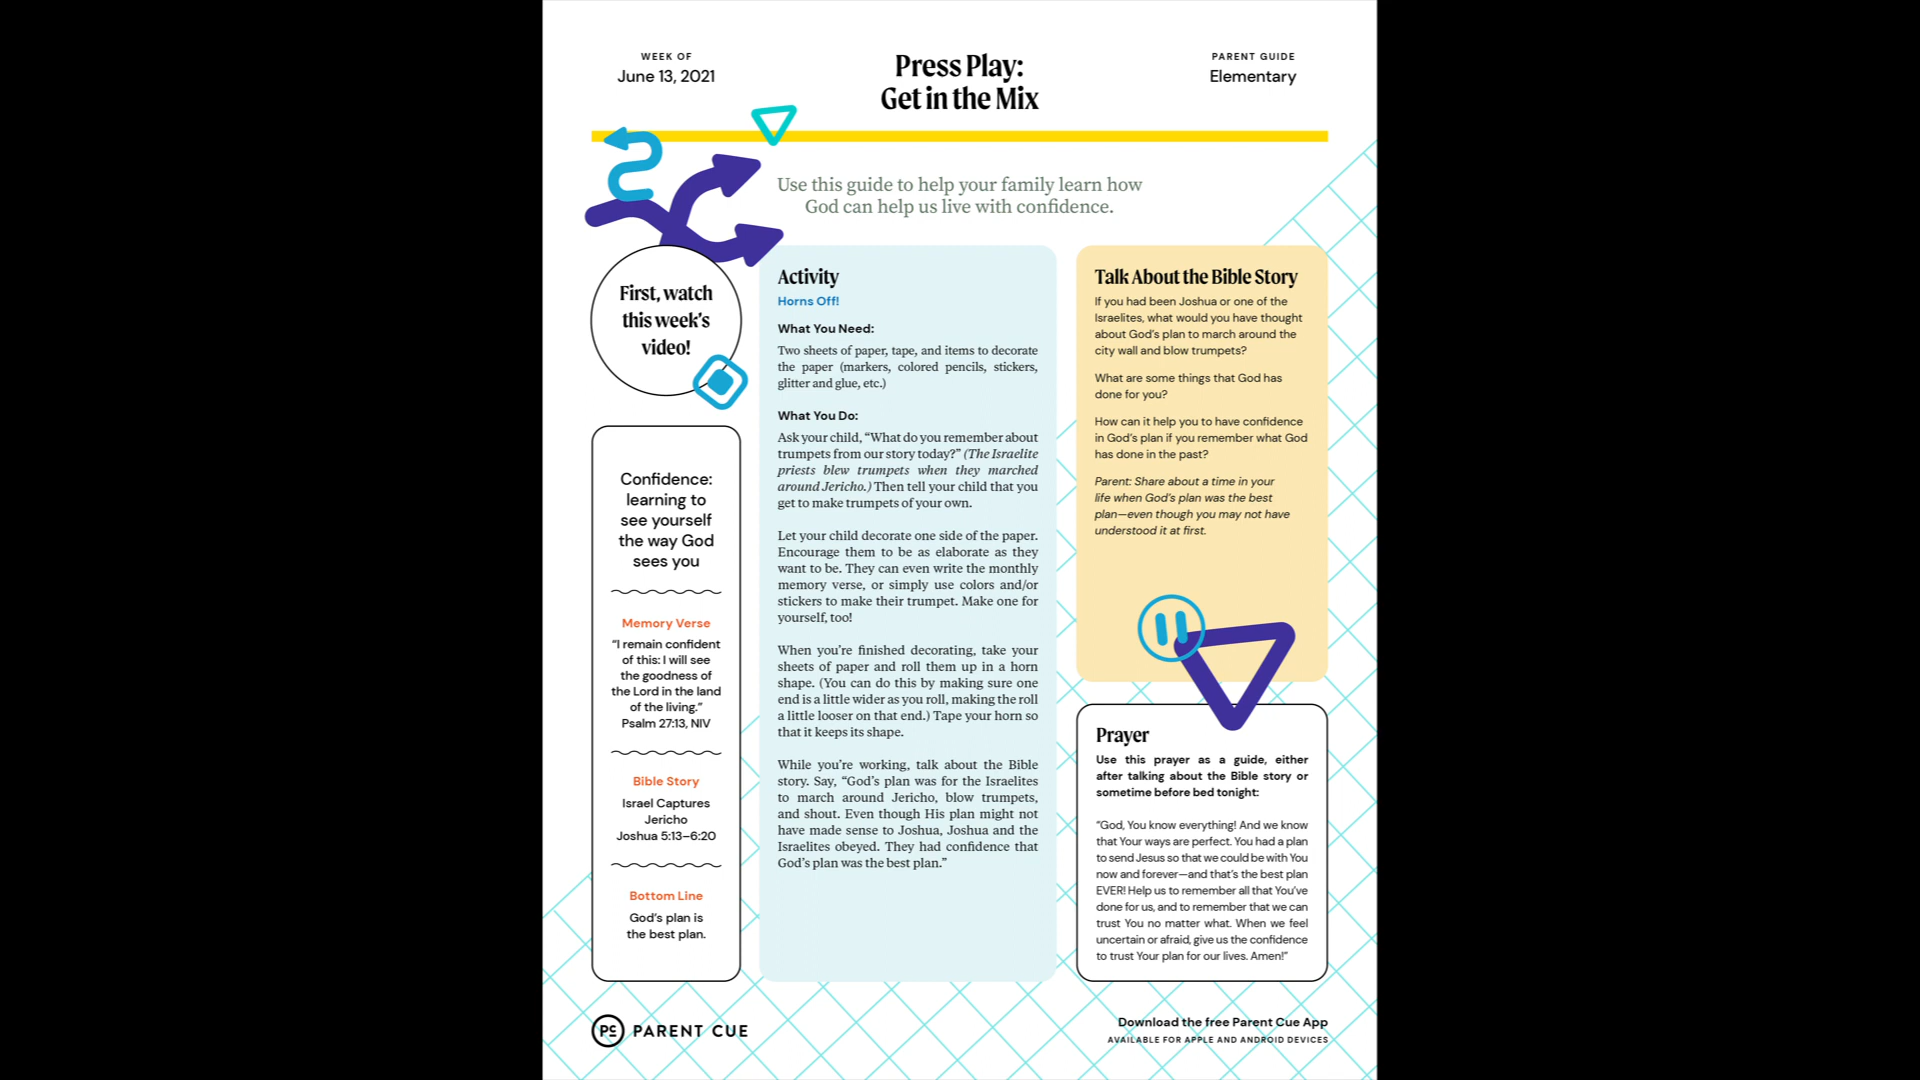 WEEK OF
June 13, 2021
Press Play:
Get in the Mix
PARENT GUIDE
Elementary
Use this guide to help your family learn how
God can help us live with confidence.
First, watch
this week's
video!
Confidence:
learning to
see yourself
the way God
sees you
Memory Verse
“I remain confident
of this: I will see
the goodness of
the Lord in the land
of the living.”
Psalm 27:13, NIV
Bible Story
Israel Captures
Jericho
Joshua 5:13–6:20
Bottom Line
God's plan is
the best plan.
Activity
Horns Off!
What You Need:
Two sheets of paper, tape, and items to decorate
the paper (markers, colored pencils, stickers,
glitter and glue, etc.)
What You Do:
Ask your child, “What do you remember about
trumpets from our story today?” (The Israelite
priests blew trumpets when they marched
around Jericho.) Then tell your child that you
get to make trumpets of your own.
Let your child decorate one side of the paper.
Encourage them to be as elaborate as they
want to be. They can even write the monthly
memory verse, or simply use colors and/or
stickers to make their trumpet. Make one for
yourself, too!
When you're finished decorating, take your
sheets of paper and roll them up in a horn
shape. (You can do this by making sure one
end is a little wider as you roll, making the roll
a little looser on that end.) Tape your horn so
that it keeps its shape.
While you're working, talk about the Bible
story. Say, “God's plan was for the Israelites
to march around Jericho, blow trumpets,
and shout. Even though His plan might not
have made sense to Joshua, Joshua and the
Israelites obeyed. They had confidence that
God's plan was the best plan.”
Talk About the Bible Story
If you had been Joshua or one of the
Israelites, what would you have thought
about God's plan to march around the
city wall and blow trumpets?
What are some things that God has
done for you?
How can it help you to have confidence
in God's plan if you remember what God
has done in the past?
Parent: Share about a time in your
life when God's plan was the best
plan—even though you may not have
understood it at first.
Prayer
Use this prayer as a guide, either
after talking about the Bible story or
sometime before bed tonight:
“God, You know everything! And we know
that Your ways are perfect. You had a plan
to send Jesus so that we could be with You
now and forever—and that's the best plan
EVER! Help us to remember all that You've
done for us, and to remember that we can
trust You no matter what. When we feel
uncertain or afraid, give us the confidence
to trust Your plan for our lives. Amen!”
PC PARENT CUE
Download the free Parent Cue App
AVAILABLE FOR APPLE AND ANDROID DEVICES